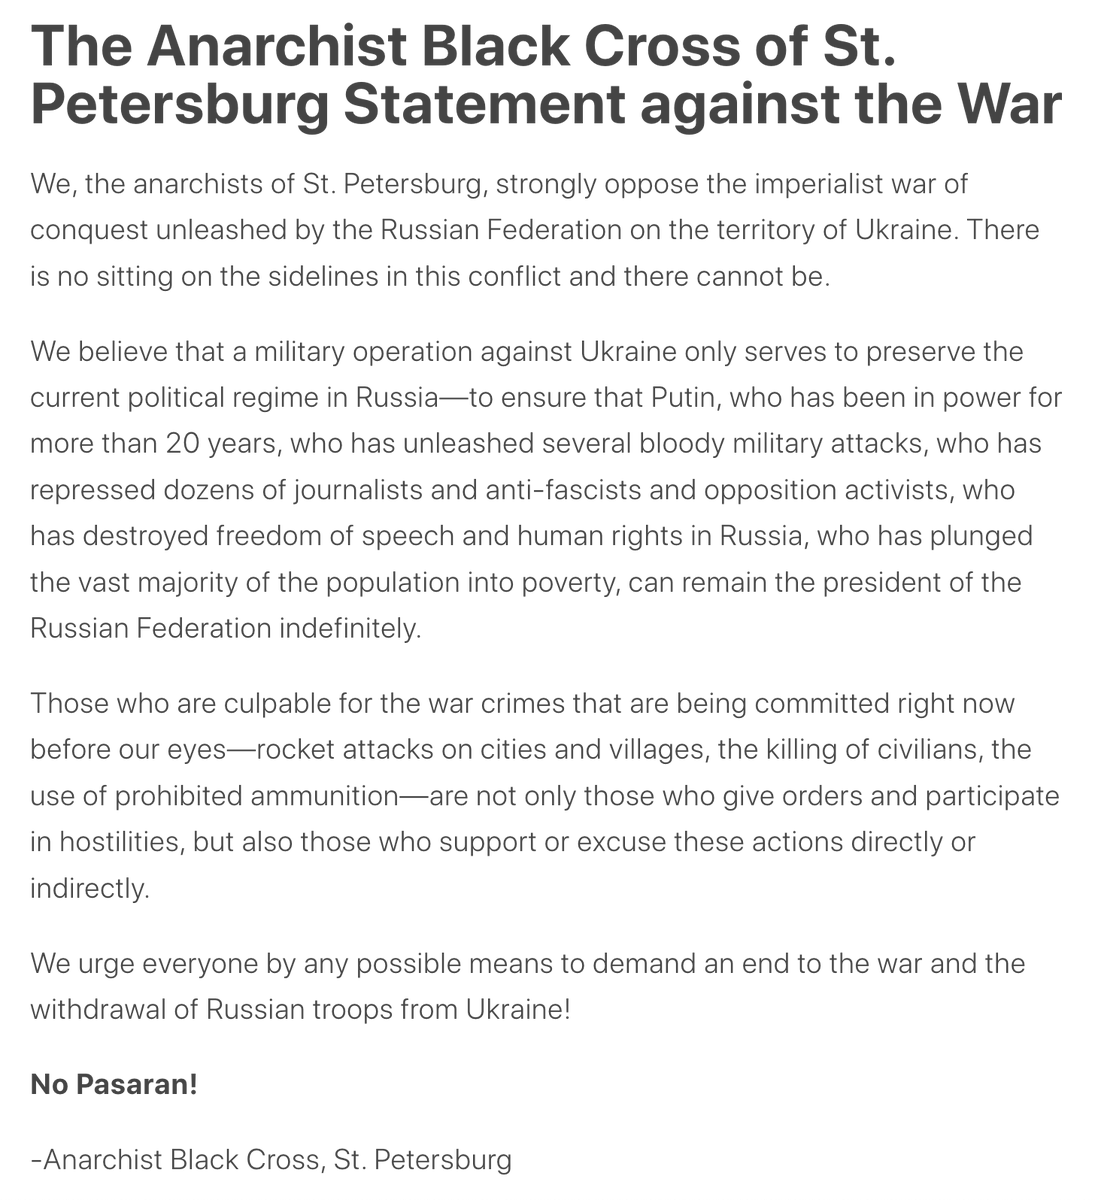 The Anarchist Black Cross of St.
Petersburg Statement against the War
We, the anarchists of St. Petersburg, strongly oppose the imperialist war of
conquest unleashed by the Russian Federation on the territory of Ukraine. There
is no sitting on the sidelines in this conflict and there cannot be.
We believe that a military operation against Ukraine only serves to preserve the
current political regime in Russia—to ensure that Putin, who has been in power for
more than 20 years, who has unleashed several bloody military attacks, who has
repressed dozens of journalists and anti-fascists and opposition activists, who
has destroyed freedom of speech and human rights in Russia, who has plunged
the vast majority of the population into poverty, can remain the president of the
Russian Federation indefinitely.
Those who are culpable for the war crimes that are being committed right now
before our eyes—rocket attacks on cities and villages, the killing of civilians, the
use of prohibited ammunition—are not only those who give orders and participate
in hostilities, but also those who support or excuse these actions directly or
indirectly.
We urge everyone by any possible means to demand an end to the war and the
withdrawal of Russian troops from Ukraine!
No Pasaran!
-Anarchist Black Cross, St. Petersburg